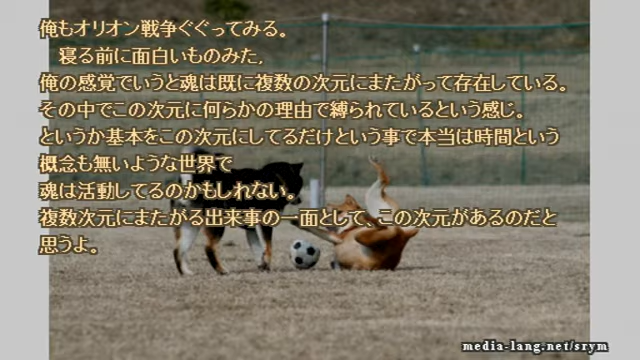 俺もオリオン戦争ぐぐってみる。
寝る前に面白いものみた,
俺の感覚でいうと魂は既に複数の次元にまたがって存在している。
その中でこの次元に何らかの理由で縛られているという感じ。
というか基本をこの次元にしてるだけという事で本当は時間という
概念も無いような世界で
魂は活動してるのかもしれない。
複数次元にまたがる出来事の一面として、この次元があるのだと
思うよ。
media-lang.net/srym